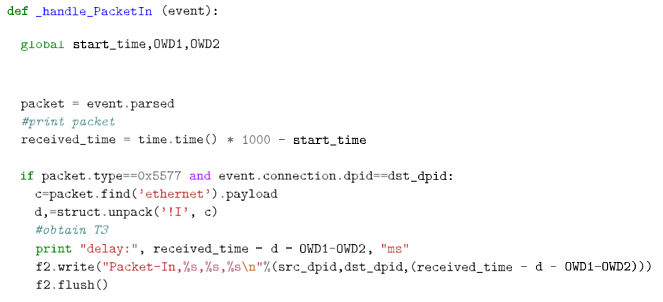 def _handle_PacketIn (event):
global start_time,OWD1,OWD2
packet = event.parsed
#print packet
received_time = time.time() * 1000 - start_time
if packet.type==0x5577 and event.connection.dpid==dst_dpid:
c=packet.find('ethernet').payload
d,=struct.unpack('!I', c)
#obtain T3
print "delay:", received_time - d - OWD1-OWD2, "ms"
f2.write("Packet-In,%s,%s,%s\n"%(src_dpid,dst_dpid,(received_time - d - OWD1-OWD2)))
f2.flush()